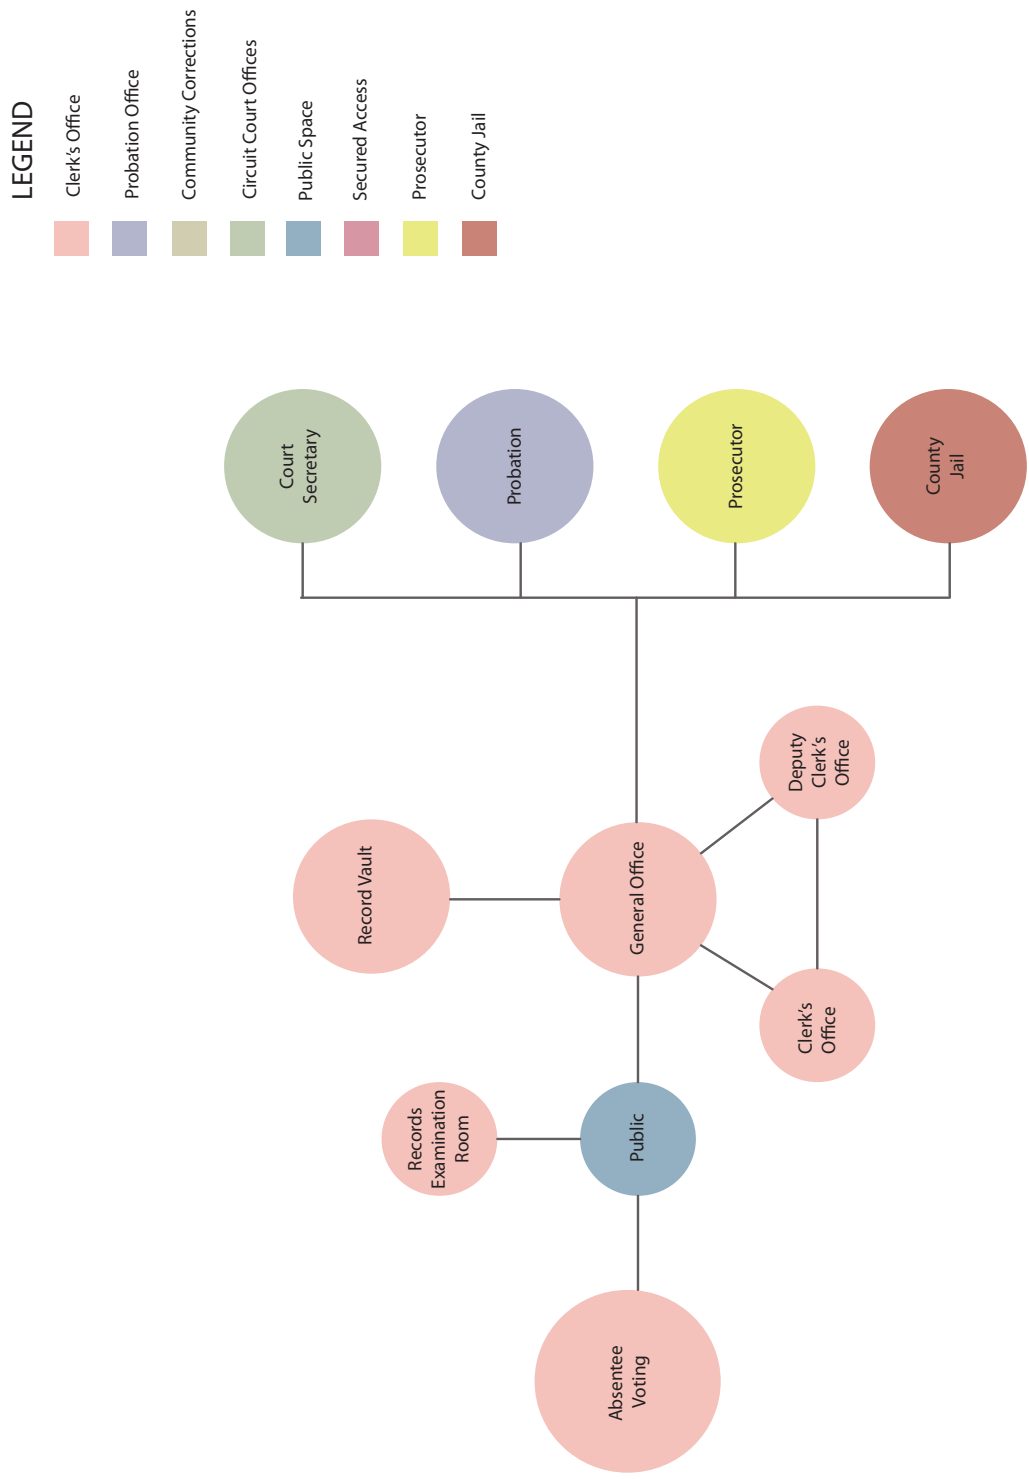 LEGEND
Clerk's Office
Probation Office
Community Corrections
Circuit Court Offices
Public Space
Secured Access
Prosecutor
County Jail
Court
Secretary
Probation
Prosecutor
County
Jail
Record Vault
General Office
Deputy
Clerk's
Office
Clerk's
Office
Records
Examination
Room
Public
Absentee
Voting